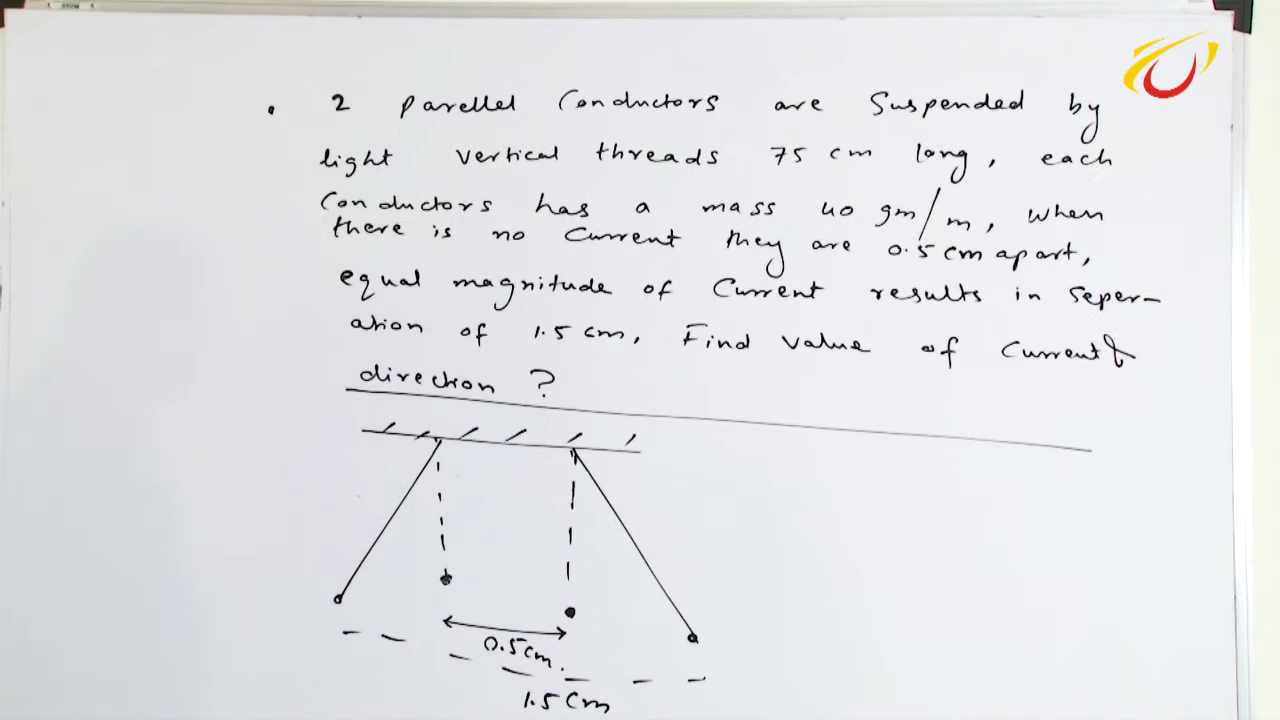 2 parellel Conductors are Suspended by
light vertical threads 75 cm long, each
Conductors has a mass 40 gm/m, When
there is no Current they are 0.5 cm apart,
equal magnitude of Current results in seper-
ation of 1.5 cm, Find value of Current &
direction ?
0.5cm.
1.5 Cm